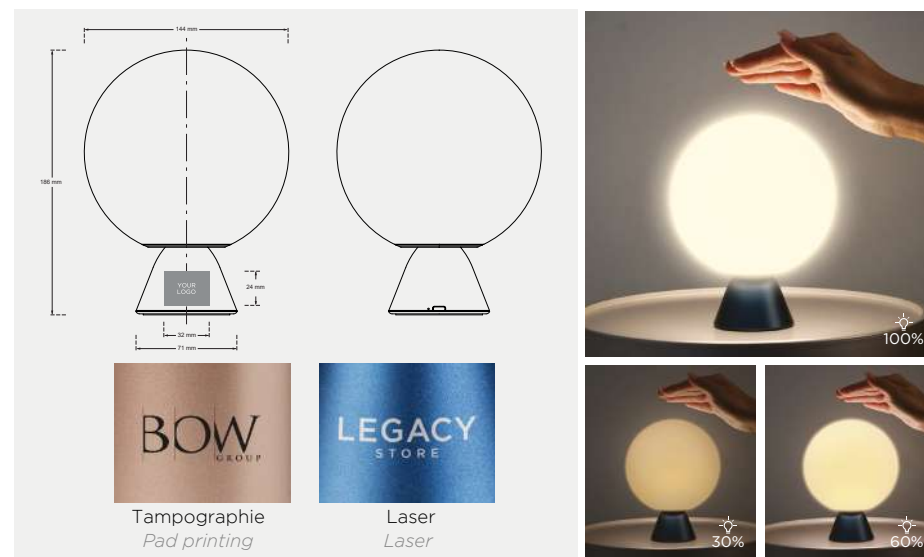 144 mm
186 mm
YOUR
LOGO
24 mm
32 mm
71 mm
BOW
GROUP
LEGACY
STORE
Tampographie
Pad printing
Laser
Laser
100%
30%
60%